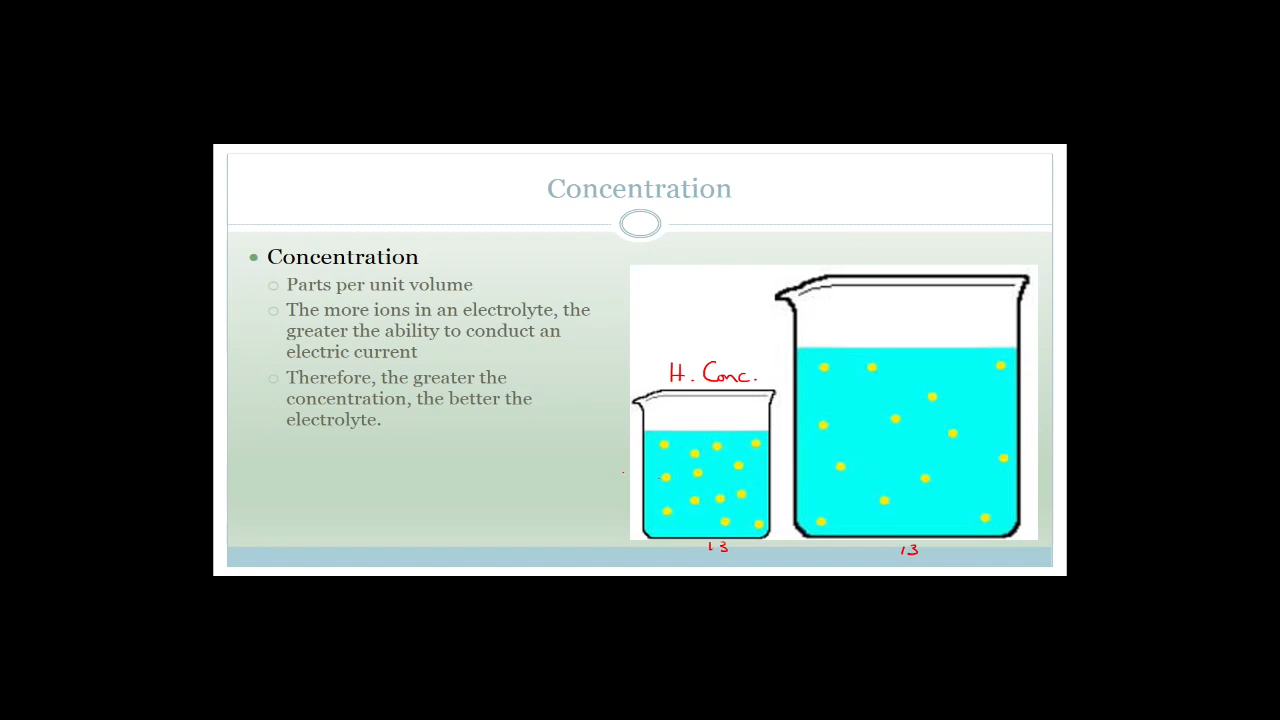 Concentration
Concentration
Parts per unit volume
The more ions in an electrolyte, the
greater the ability to conduct an
electric current
Therefore, the greater the
concentration, the better the
electrolyte.
H. Conc.
13
13